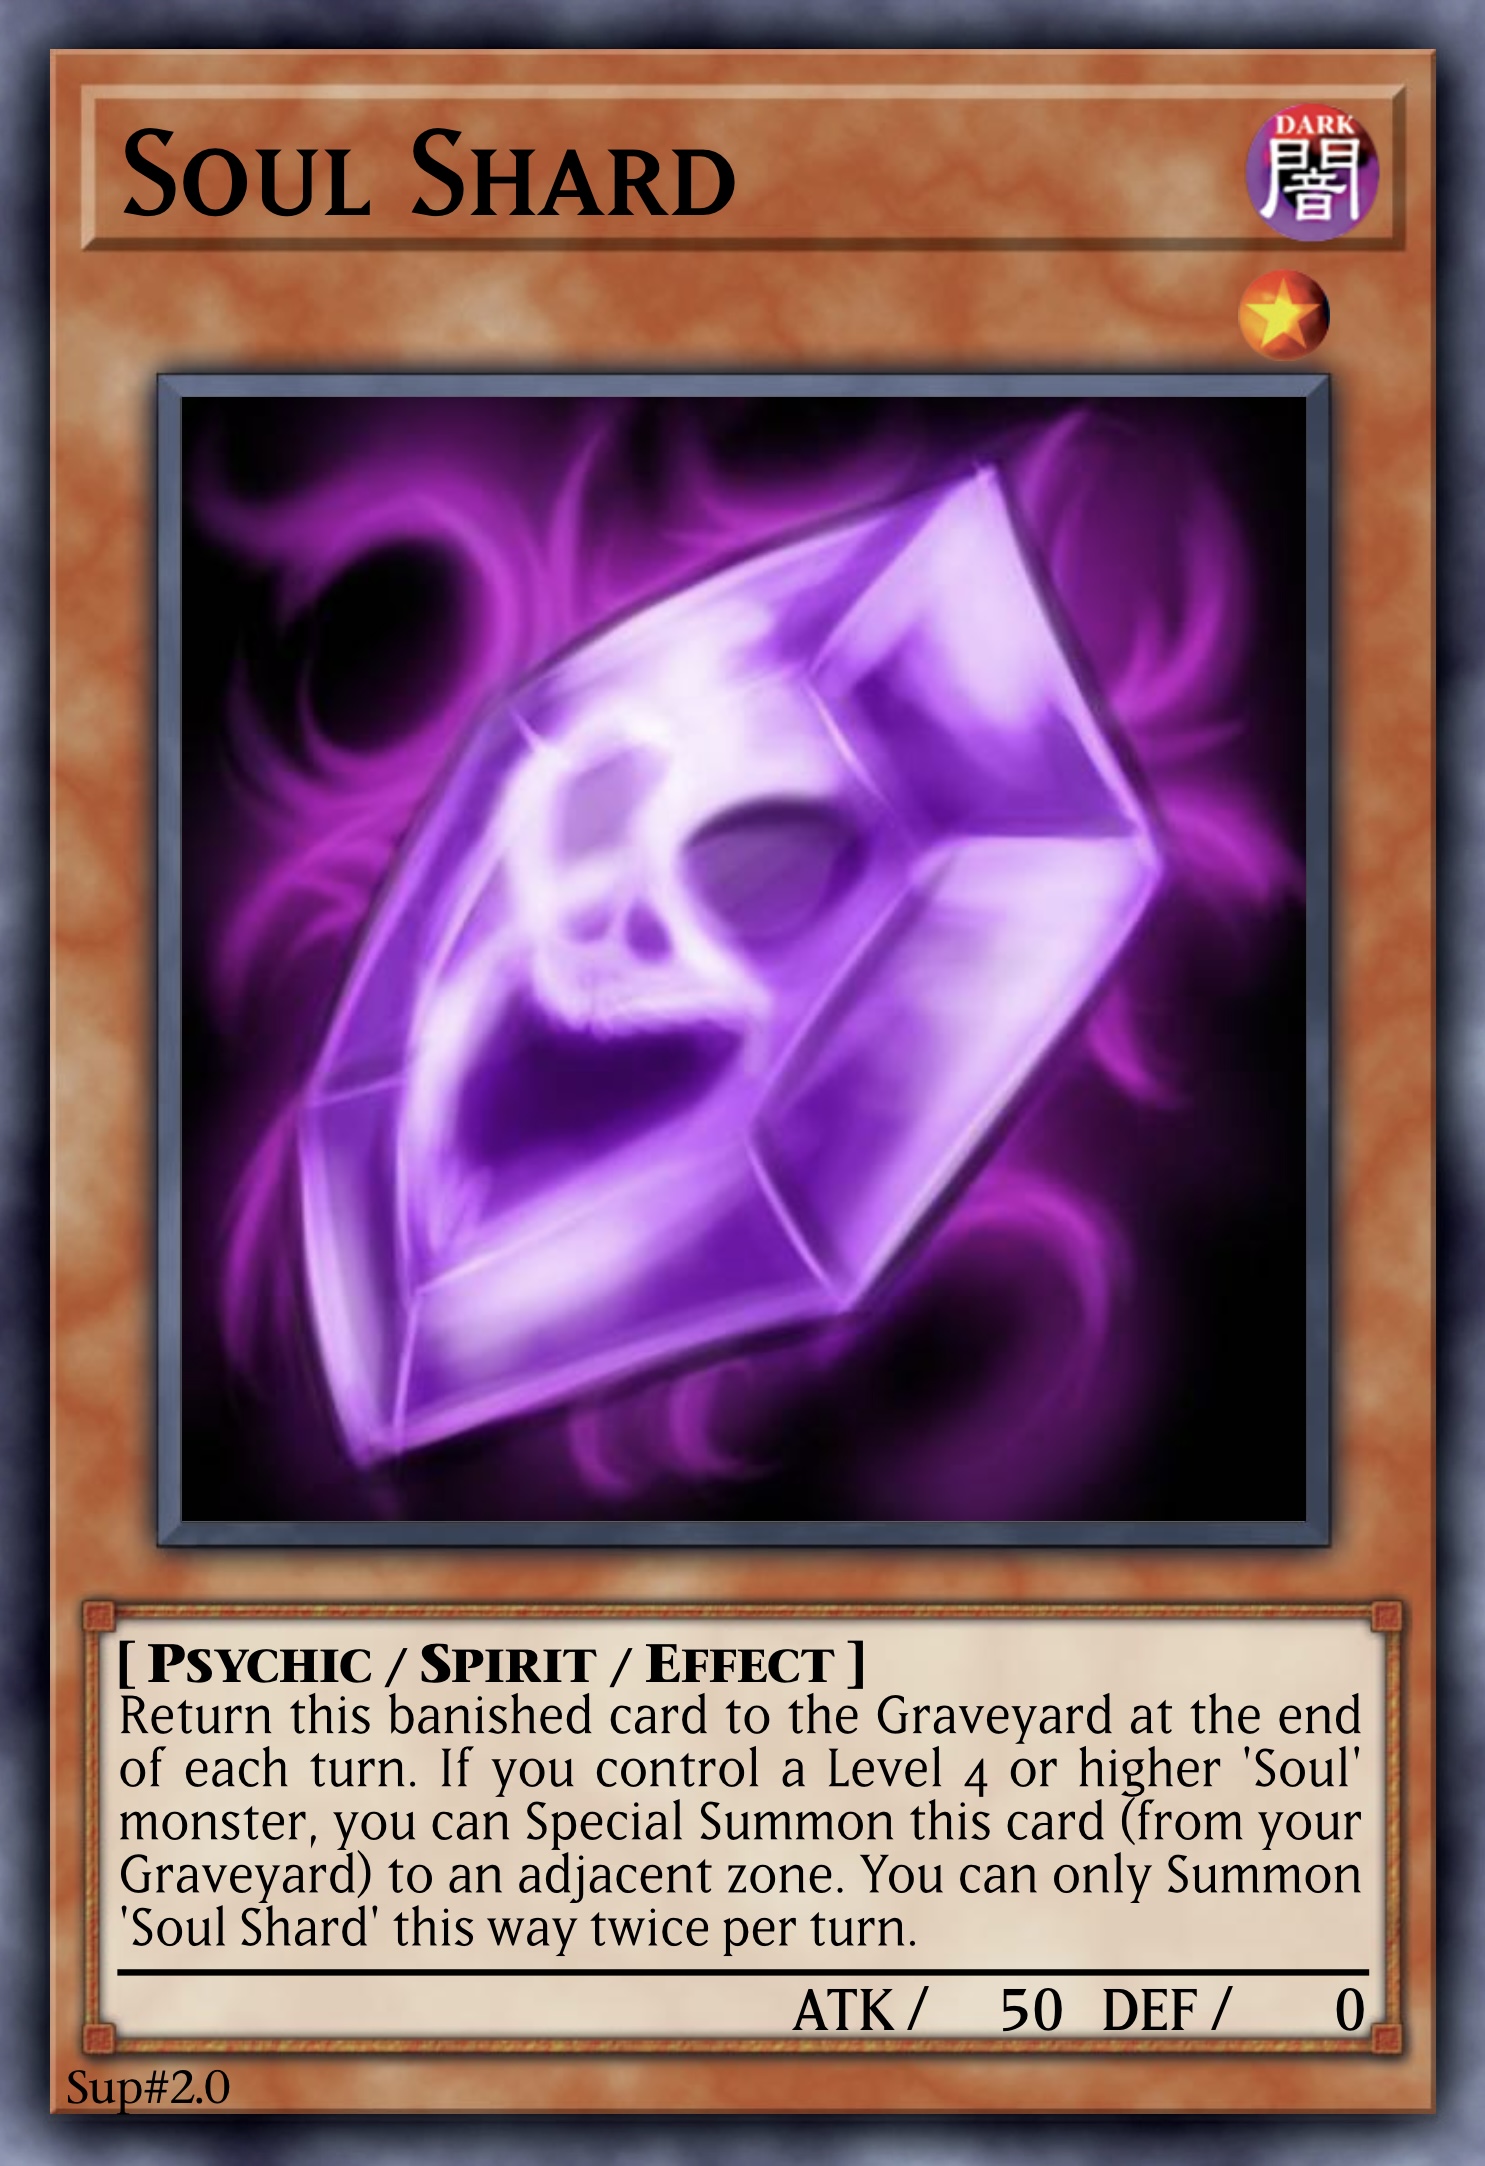 Soul Shard
DARK
闇
[ Psychic / Spirit / Effect ]
Return this banished card to the Graveyard at the end
of each turn. If you control a Level 4 or higher 'Soul'
monster, you can Special Summon this card (from your
Graveyard) to an adjacent zone. You can only Summon
'Soul Shard' this way twice per turn.
ATK / 50 DEF / 0
Sup#2.0